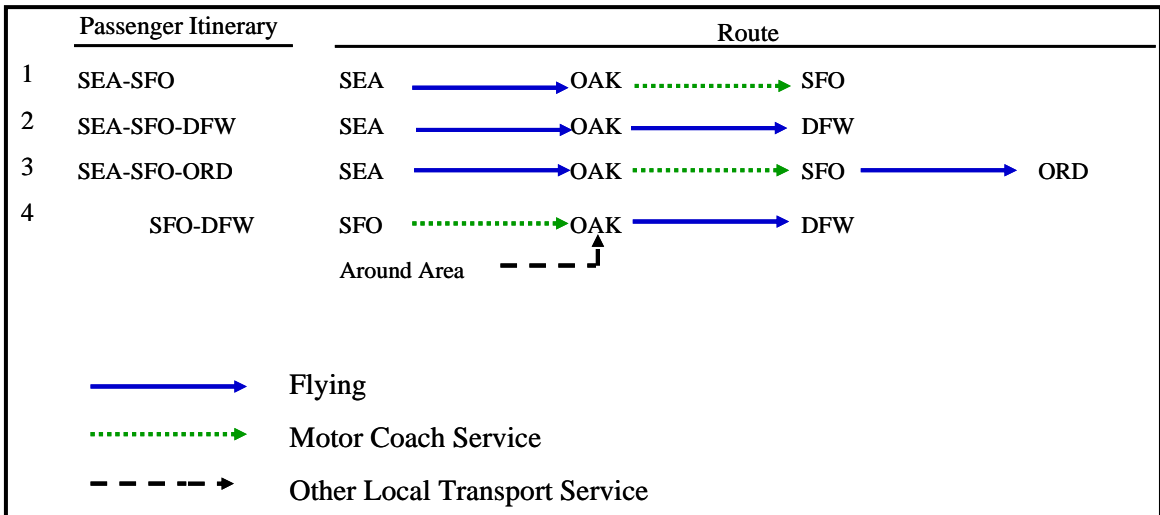 Passenger Itinerary Route
1 SEA-SFO SEA OAK SFO
2 SEA-SFO-DFW SEA OAK DFW
3 SEA-SFO-ORD SEA OAK SFO ORD
4 SFO-DFW SFO OAK DFW
Around Area
Flying
Motor Coach Service
Other Local Transport Service